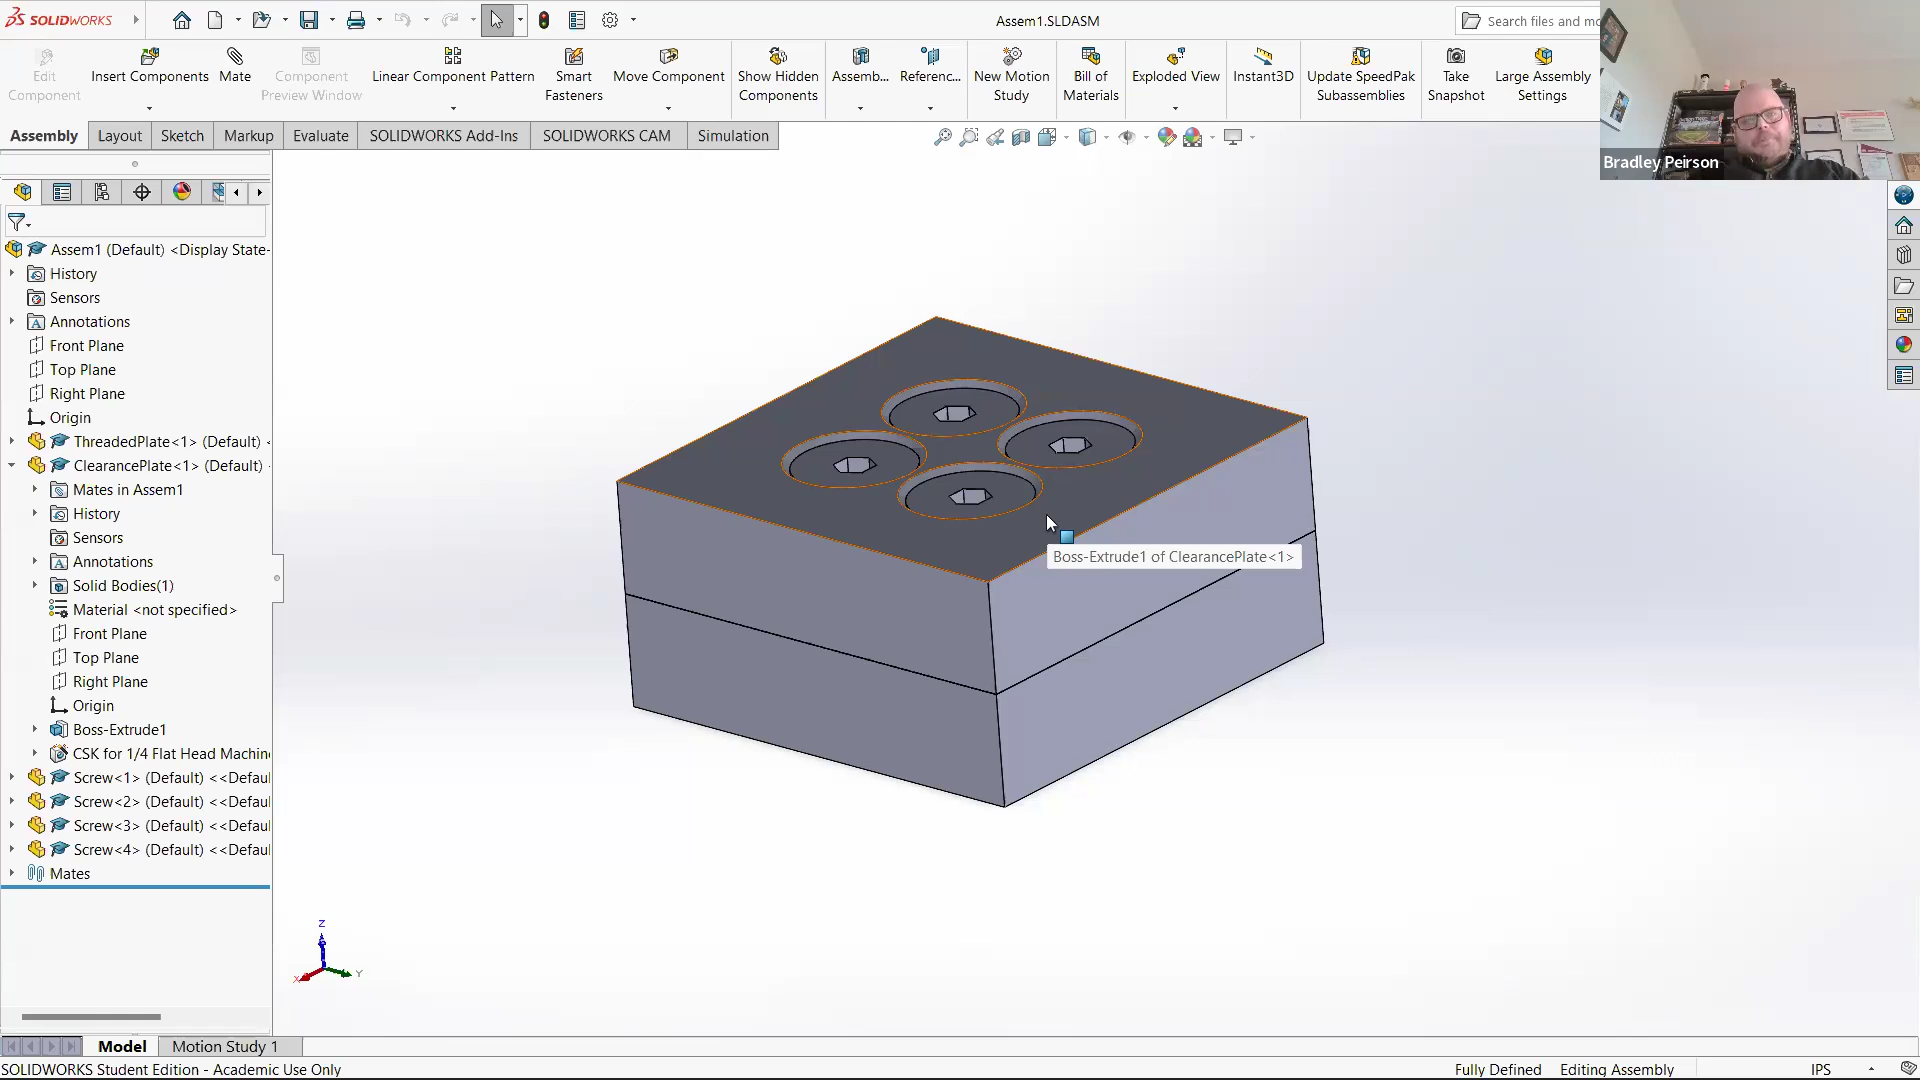 SOLIDWORKS
Assem1.SLDASM
Search files and mo
Edit Component
Insert Components
Mate
Component Preview Window
Linear Component Pattern
Smart Fasteners
Move Component
Show Hidden Components
Assemb...
Referenc...
New Motion Study
Bill of Materials
Exploded View
Instant3D
Update SpeedPak Subassemblies
Take Snapshot
Large Assembly Settings
Assembly
Layout
Sketch
Markup
Evaluate
SOLIDWORKS Add-Ins
SOLIDWORKS CAM
Simulation
Bradley Peirson
Assem1 (Default) <Display State-
History
Sensors
Annotations
Front Plane
Top Plane
Right Plane
Origin
ThreadedPlate<1> (Default) <
ClearancePlate<1> (Default)
Mates in Assem1
History
Sensors
Annotations
Solid Bodies(1)
Material <not specified>
Front Plane
Top Plane
Right Plane
Origin
Boss-Extrude1
CSK for 1/4 Flat Head Machin
Screw<1> (Default) <<Defaul
Screw<2> (Default) <<Defaul
Screw<3> (Default) <<Defaul
Screw<4> (Default) <<Defaul
Mates
Boss-Extrude1 of ClearancePlate<1>
Z
X
Y
Model
Motion Study 1
SOLIDWORKS Student Edition - Academic Use Only
Fully Defined
Editing Assembly
IPS